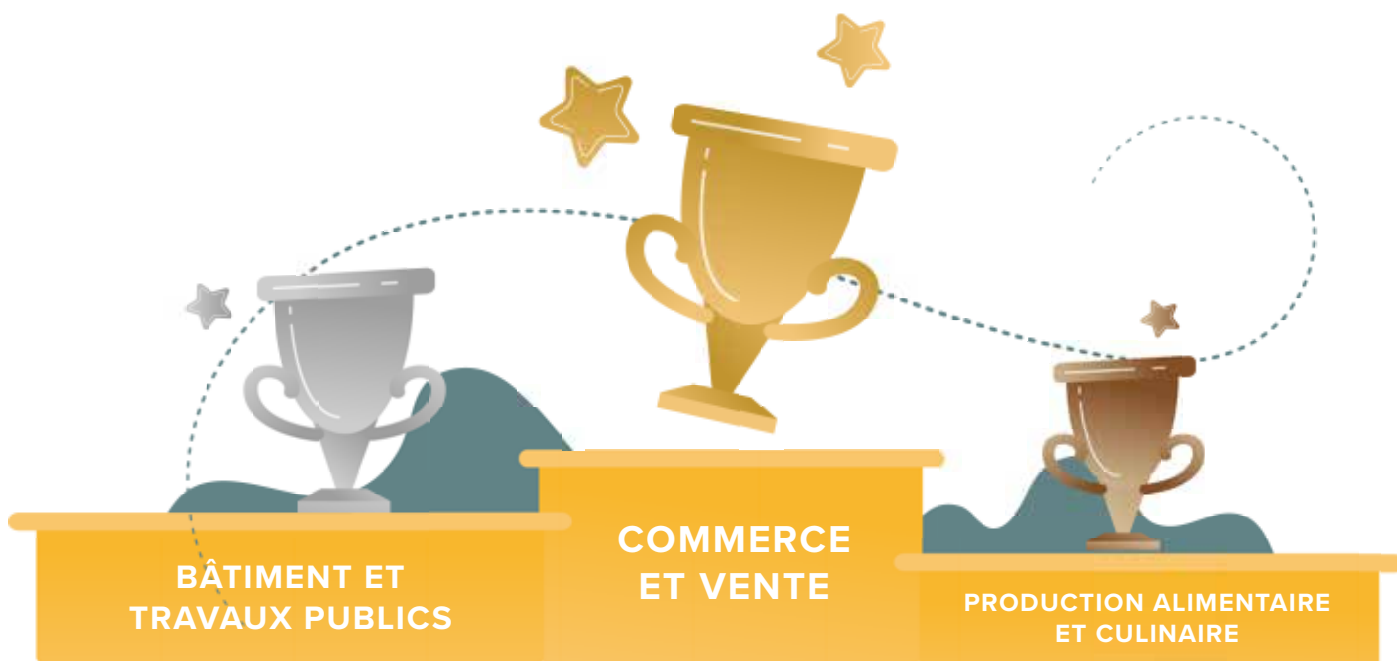 BÂTIMENT ET
TRAVAUX PUBLICS
COMMERCE
ET VENTE
PRODUCTION ALIMENTAIRE
ET CULINAIRE